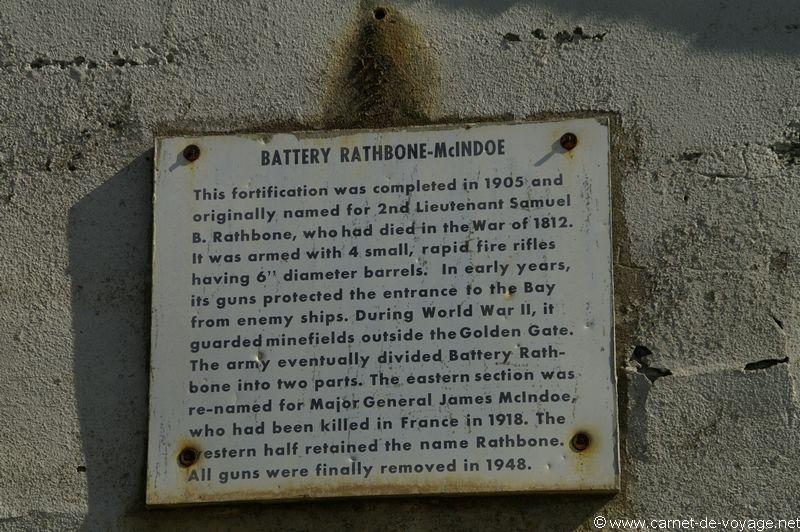 BATTERY RATHBONE-McINDOE
This fortification was completed in 1905 and
originally named for 2nd Lieutenant Samuel
B. Rathbone, who had died in the War of 1812.
It was armed with 4 small, rapid fire rifles
having 6" diameter barrels. In early years,
its guns protected the entrance to the Bay
from enemy ships. During World War II, it
guarded minefields outside the Golden Gate.
The army eventually divided Battery Rath-
bone into two parts. The eastern section was
re-named for Major General James McIndoe,
who had been killed in France in 1918. The
western half retained the name Rathbone.
All guns were finally removed in 1948.
© www.carnet-de-voyage.net